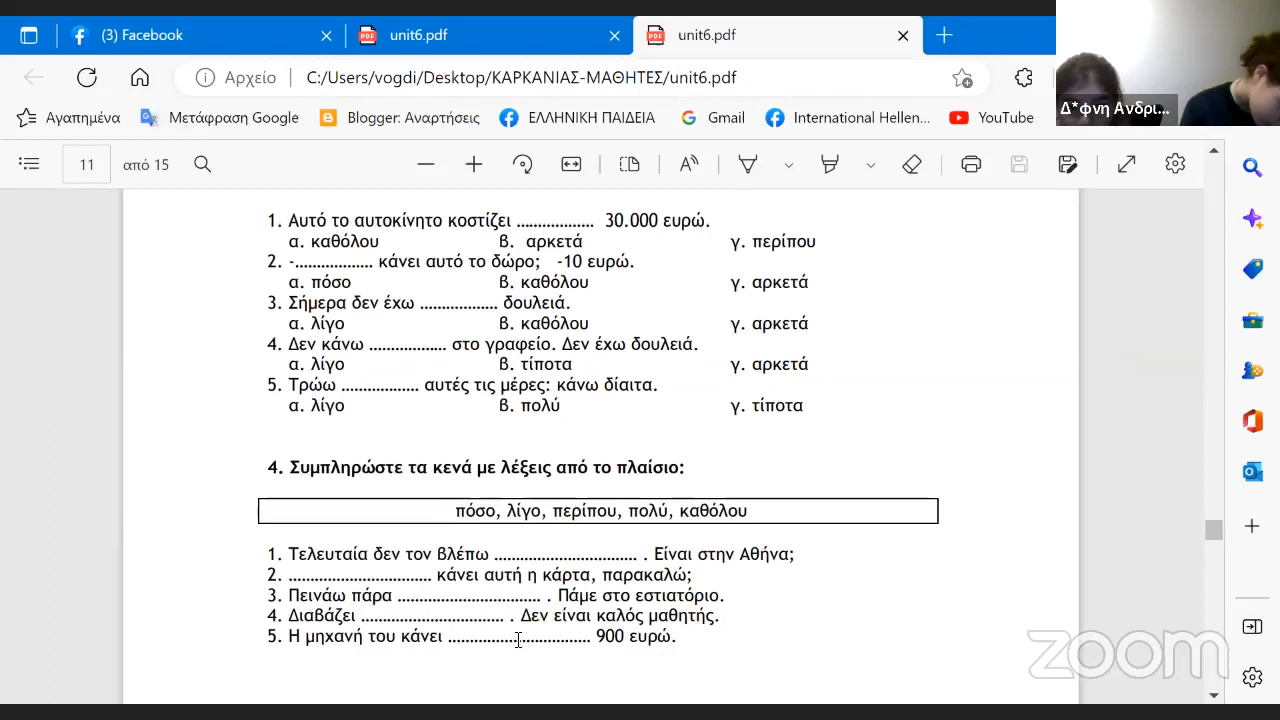 (3) Facebook
unit6.pdf
unit6.pdf
Αρχείο
C:/Users/vogdi/Desktop/ΚΑΡΚΑΝΙΑΣ-ΜΑΘΗΤΕΣ/unit6.pdf
Δ*φνη Ανδρι...
Αγαπημένα
Μετάφραση Google
Blogger: Αναρτήσεις
ΕΛΛΗΝΙΚΗ ΠΑΙΔΕΙΑ
Gmail
International Hellen...
YouTube
11 από 15
1. Αυτό το αυτοκίνητο κοστίζει .................. 30.000 ευρώ.
α. καθόλου β. αρκετά γ. περίπου
2. -.................. κάνει αυτό το δώρο; -10 ευρώ.
α. πόσο β. καθόλου γ. αρκετά
3. Σήμερα δεν έχω .................. δουλειά.
α. λίγο β. καθόλου γ. αρκετά
4. Δεν κάνω .................. στο γραφείο. Δεν έχω δουλειά.
α. λίγο β. τίποτα γ. αρκετά
5. Τρώω .................. αυτές τις μέρες: κάνω δίαιτα.
α. λίγο β. πολύ γ. τίποτα
4. Συμπληρώστε τα κενά με λέξεις από το πλαίσιο:
πόσο, λίγο, περίπου, πολύ, καθόλου
1. Τελευταία δεν τον βλέπω ................................. . Είναι στην Αθήνα;
2. ................................. κάνει αυτή η κάρτα, παρακαλώ;
3. Πεινάω πάρα ................................. . Πάμε στο εστιατόριο.
4. Διαβάζει ................................. . Δεν είναι καλός μαθητής.
5. Η μηχανή του κάνει ................................. 900 ευρώ.
zoom